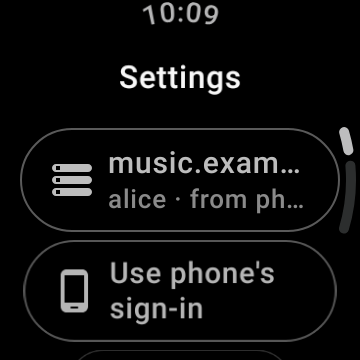 10:09
Settings
music.exam…
alice · from ph…
Use phone's
sign-in